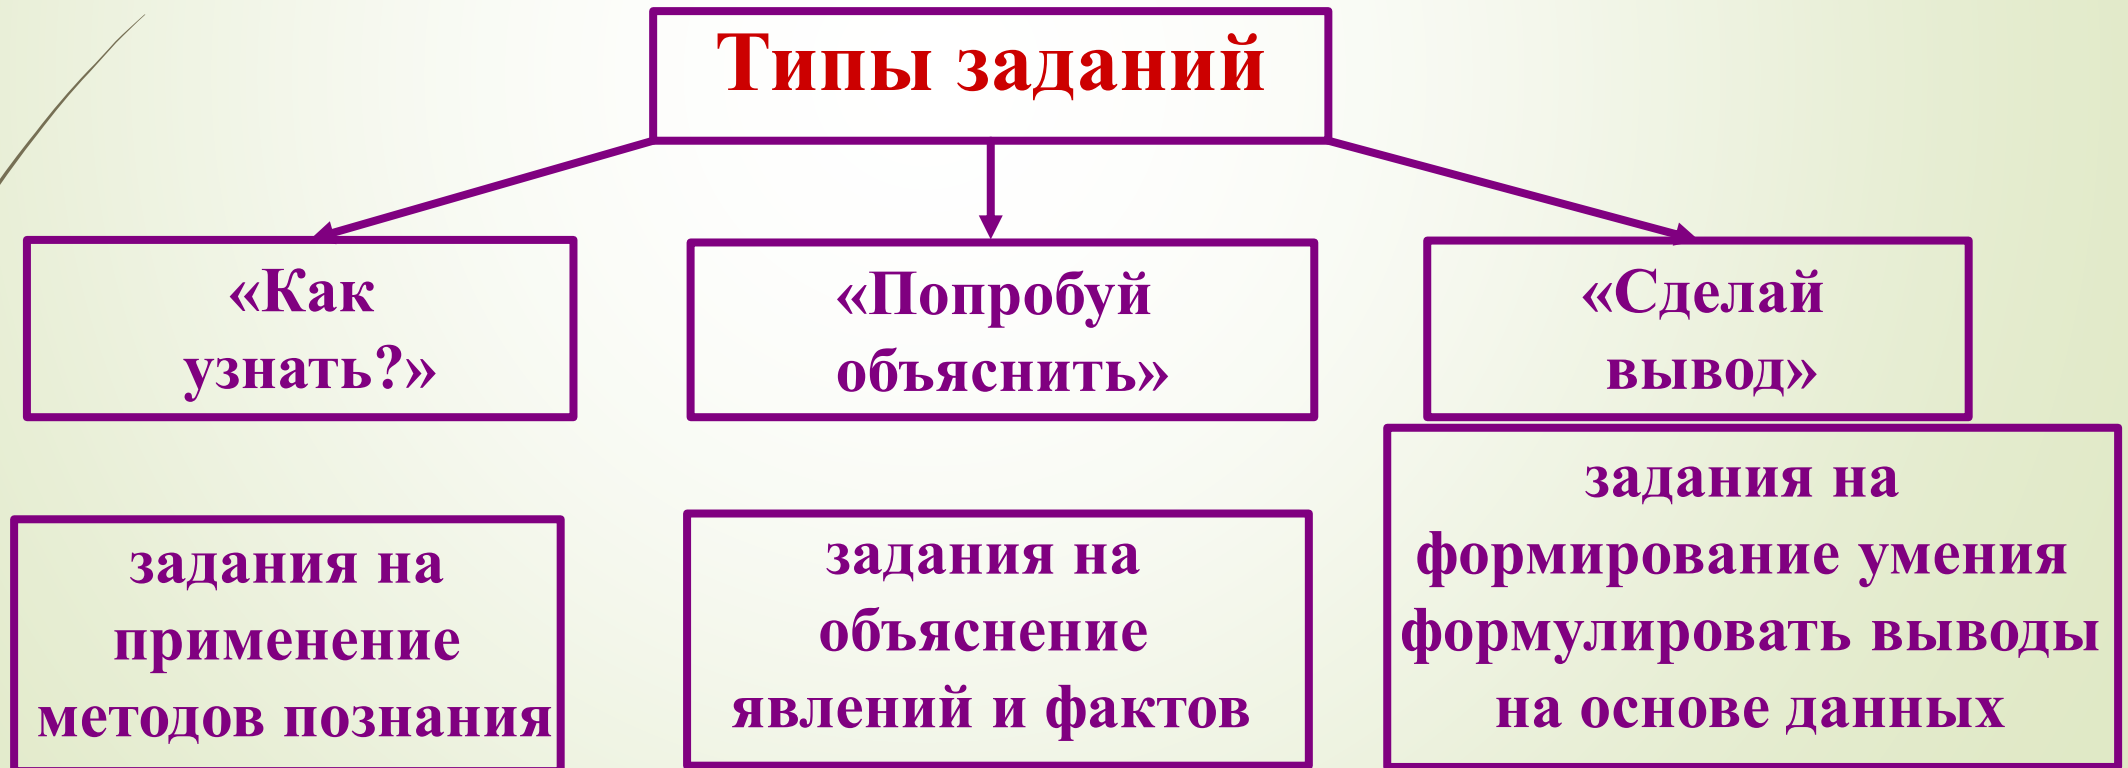 Типы заданий
«Как
узнать?»
«Попробуй
объяснить»
«Сделай
вывод»
задания на
применение
методов познания
задания на
объяснение
явлений и фактов
задания на
формирование умения
формулировать выводы
на основе данных